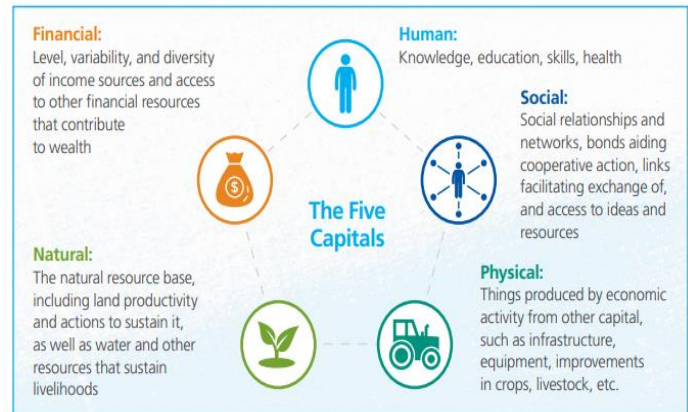 Financial:
Level, variability, and diversity
of income sources and access
to other financial resources
that contribute
to wealth
Human:
Knowledge, education, skills, health
Social:
Social relationships and
networks, bonds aiding
cooperative action, links
facilitating exchange of,
and access to ideas and
resources
$
The Five
Capitals
Natural:
The natural resource base,
including land productivity
and actions to sustain it,
as well as water and other
resources that sustain
livelihoods
Physical:
Things produced by economic
activity from other capital,
such as infrastructure,
equipment, improvements
in crops, livestock, etc.